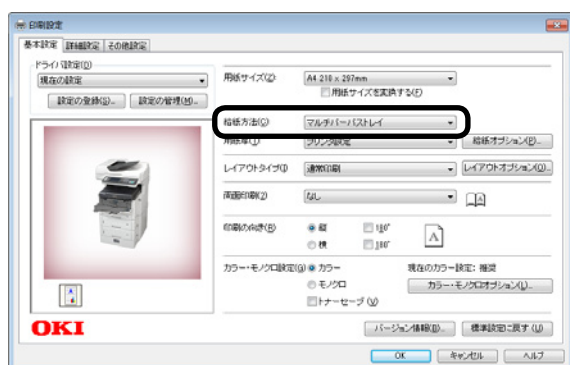 印刷設定
基本設定 詳細設定 その他設定
ドライバ設定(D)
現在の設定
設定の登録(S)... 設定の管理(M)...
用紙サイズ(Z) A4 210 x 297mm
用紙サイズを変換する(F)
給紙方法(C) マルチパーパストレイ
プリンタ設定 給紙オプション(P)...
レイアウトタイプ(I) 通常印刷 レイアウトオプション(O)...
両面印刷(2) なし
印刷の向き(R) 縦 180°
横 180°
カラー・モノクロ設定(G) カラー 現在のカラー設定: 推奨
モノクロ カラー・モノクロオプション(L)...
トナーセーブ(V)
OKI バージョン情報(B)... 標準設定に戻す(U)
OK キャンセル ヘルプ